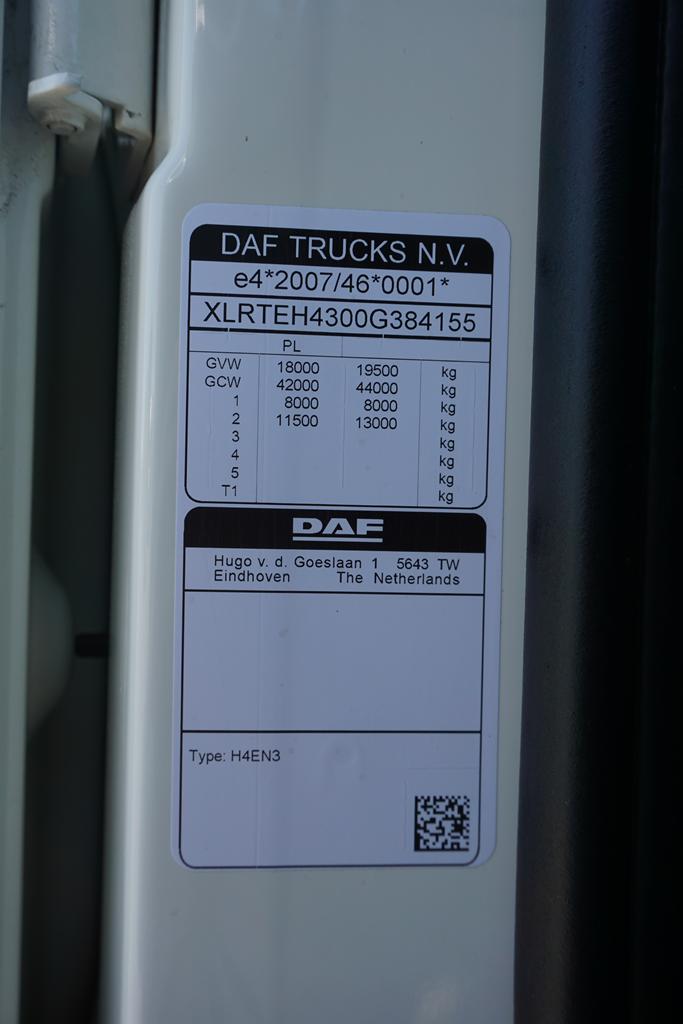 DAF TRUCKS N.V.
e4*2007/46*0001*
XLRTEH4300G384155
PL
GVW 18000 19500 kg
GCW 42000 44000 kg
1 8000 8000 kg
2 11500 13000 kg
3 kg
4 kg
5 kg
T1 kg
DAF
Hugo v. d. Goeslaan 1 5643 TW
Eindhoven The Netherlands
Type: H4EN3